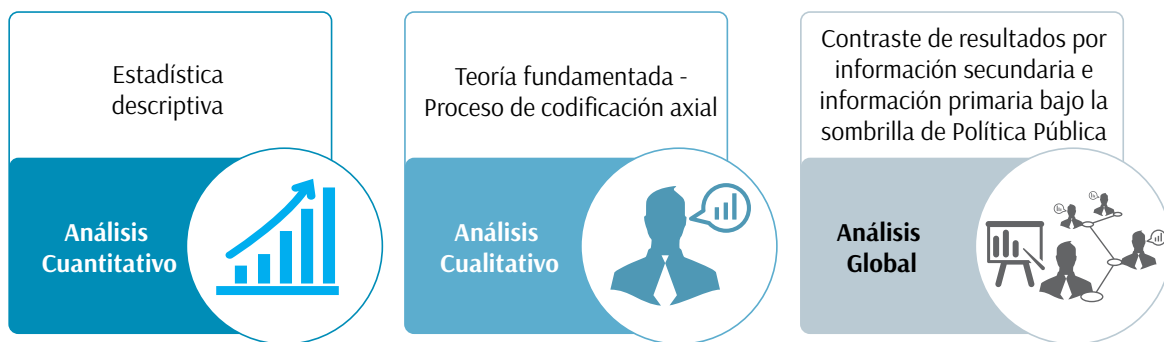 Estadística
descriptiva
Análisis
Cuantitativo
Teoría fundamentada -
Proceso de codificación axial
Análisis
Cualitativo
Contraste de resultados por
información secundaria e
información primaria bajo la
sombrilla de Política Pública
Análisis
Global